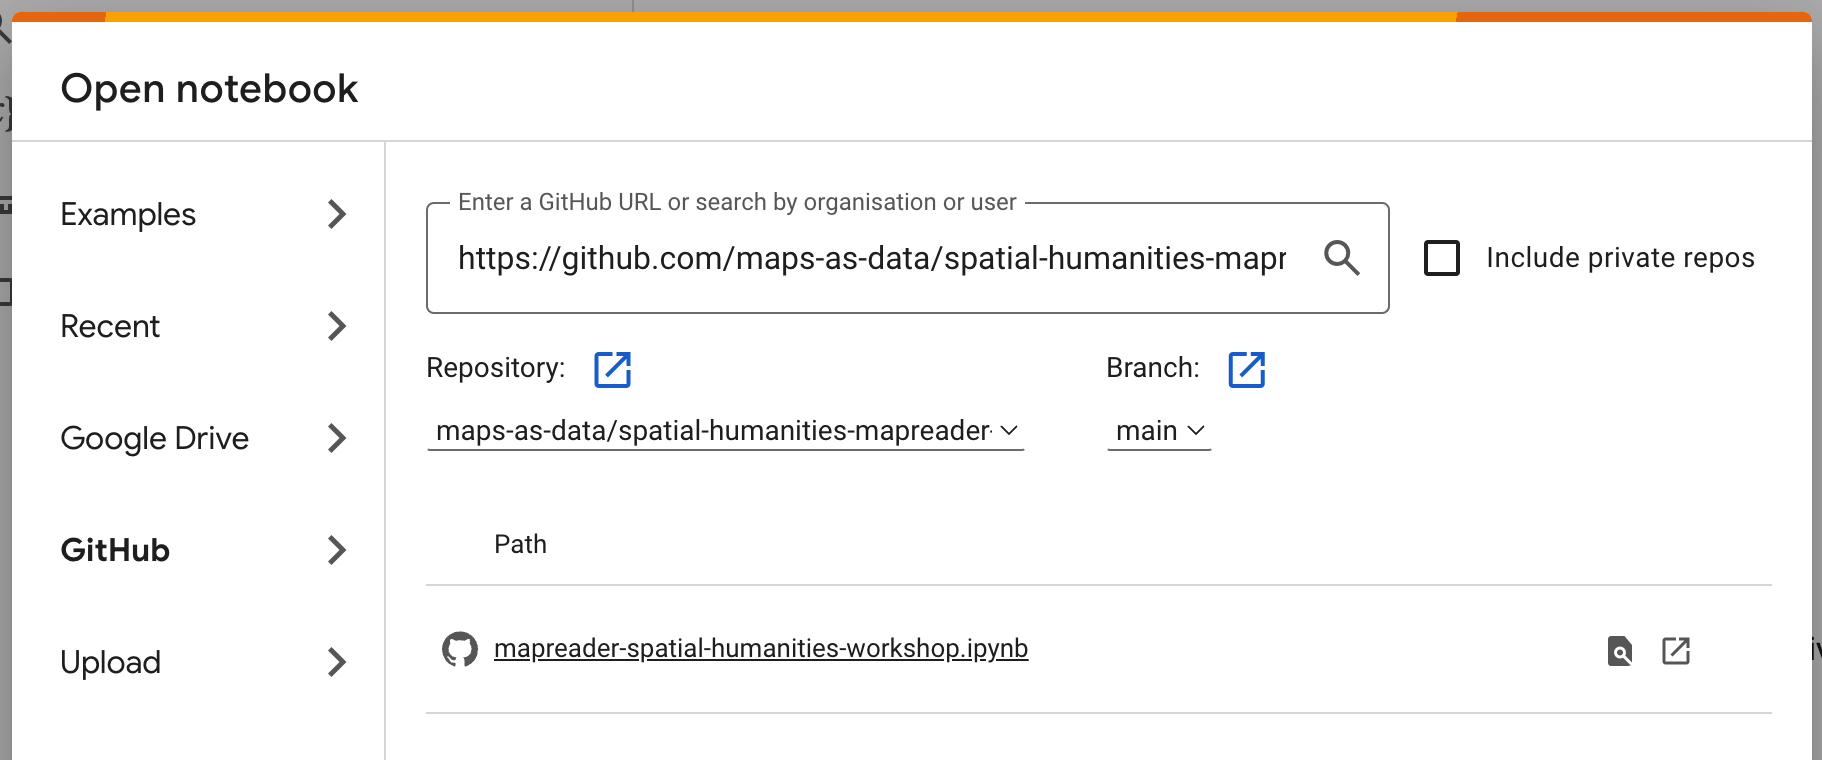 Open notebook
Examples
Recent
Google Drive
GitHub
Upload
Enter a GitHub URL or search by organisation or user
https://github.com/maps-as-data/spatial-humanities-mapr
Include private repos
Repository:
Branch:
maps-as-data/spatial-humanities-mapreader-
main
Path
mapreader-spatial-humanities-workshop.ipynb